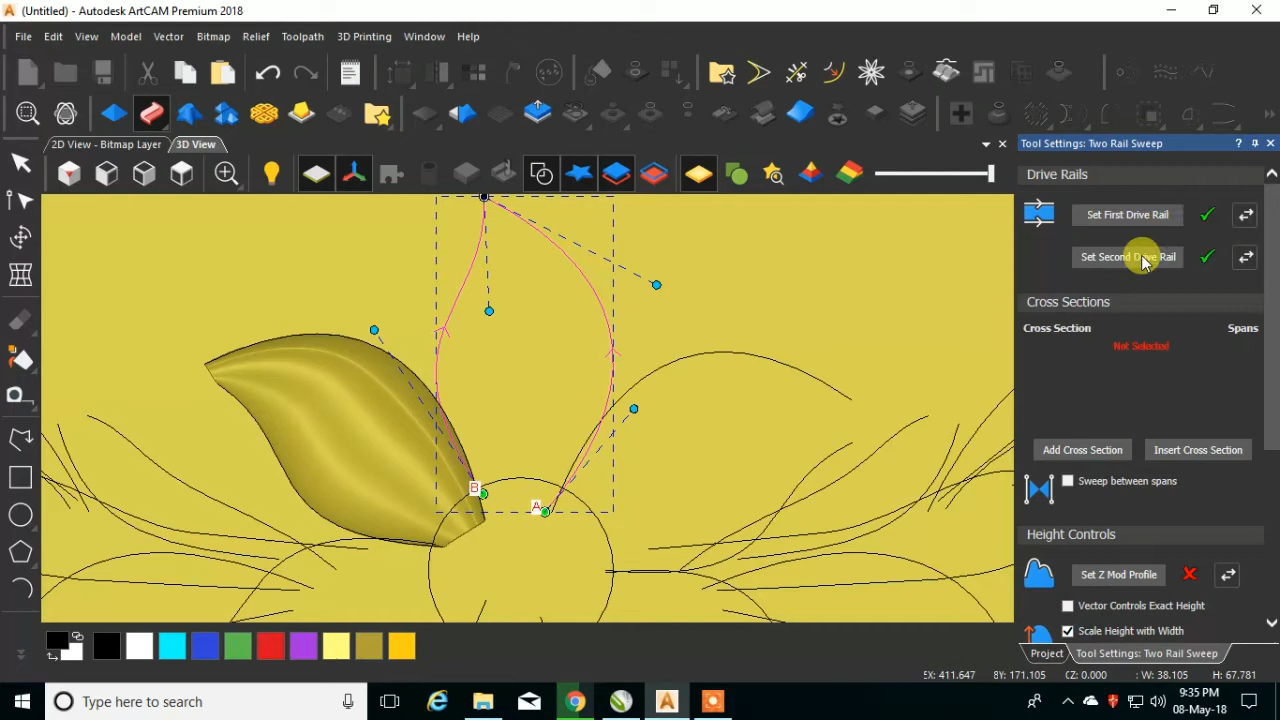 (Untitled) - Autodesk ArtCAM Premium 2018
File Edit View Model Vector Bitmap Relief Toolpath 3D Printing Window Help
2D View - Bitmap Layer 3D View
Tool Settings: Two Rail Sweep
Drive Rails
Set First Drive Rail
Set Second Drive Rail
Cross Sections
Cross Section Spans
Not Selected
Add Cross Section Insert Cross Section
Sweep between spans
Height Controls
Set Z Mod Profile
Vector Controls Exact Height
Scale Height with Width
B
A
Project Tool Settings: Two Rail Sweep
EX: 411.647 BY: 171.105 CZ: 0.000 W: 38.105 H: 67.781
Type here to search
9:35 PM
08-May-18